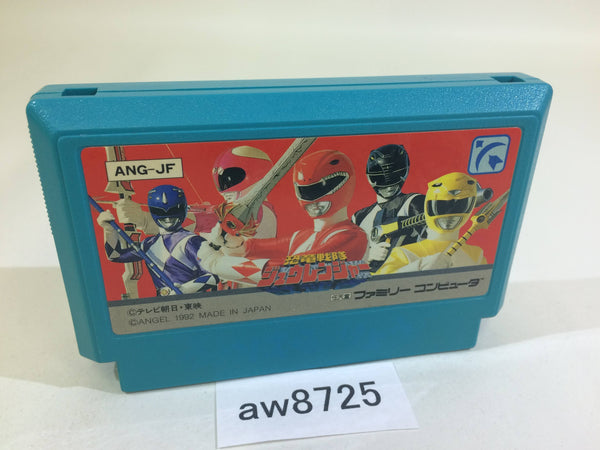 ANG-JF
恐竜戦隊
ジュウレンジャー
©テレビ朝日・東映
©ANGEL 1992 MADE IN JAPAN
ファミリー コンピュータ
aw8725